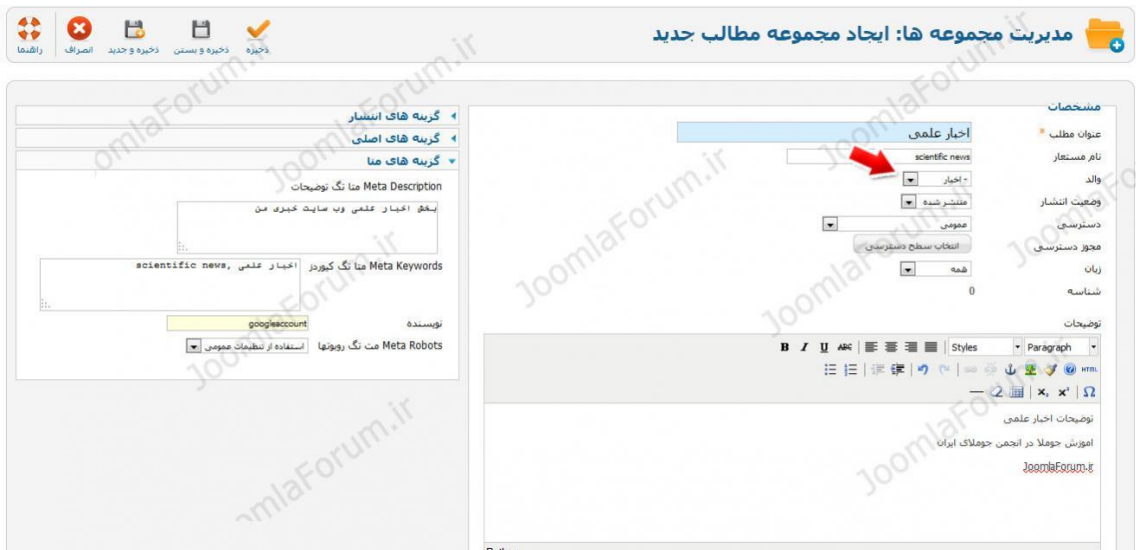 مدیریت مجموعه ها: ایجاد مجموعه مطالب جدید
ذخیره
ذخیره و بستن
ذخیره و جدید
انصراف
راهنما
مشخصات
عنوان مطلب *
اخبار علمی
نام مستعار
scientific news
والد
- اخبار
وضعیت انتشار
منتشر شده
دسترسی
عمومی
مجوز دسترسی
انتخاب سطح دسترسی
زبان
همه
شناسه
0
توضیحات
B I U ABC Styles Paragraph
HTML
توضیحات اخبار علمی
اموزش جوملا در انجمن جوملای ایران
JoomlaForum.ir
گزینه های انتشار
گزینه های اصلی
گزینه های متا
Meta Description متا تگ توضیحات
بخش اخبار علمی وب سایت خبری من
Meta Keywords متا تگ کیوردز
اخبار علمی ,scientific news
نویسنده
googleaccount
Meta Robots مت تگ روبوتها
استفاده از تنظیمات عمومی
JoomlaForum.ir